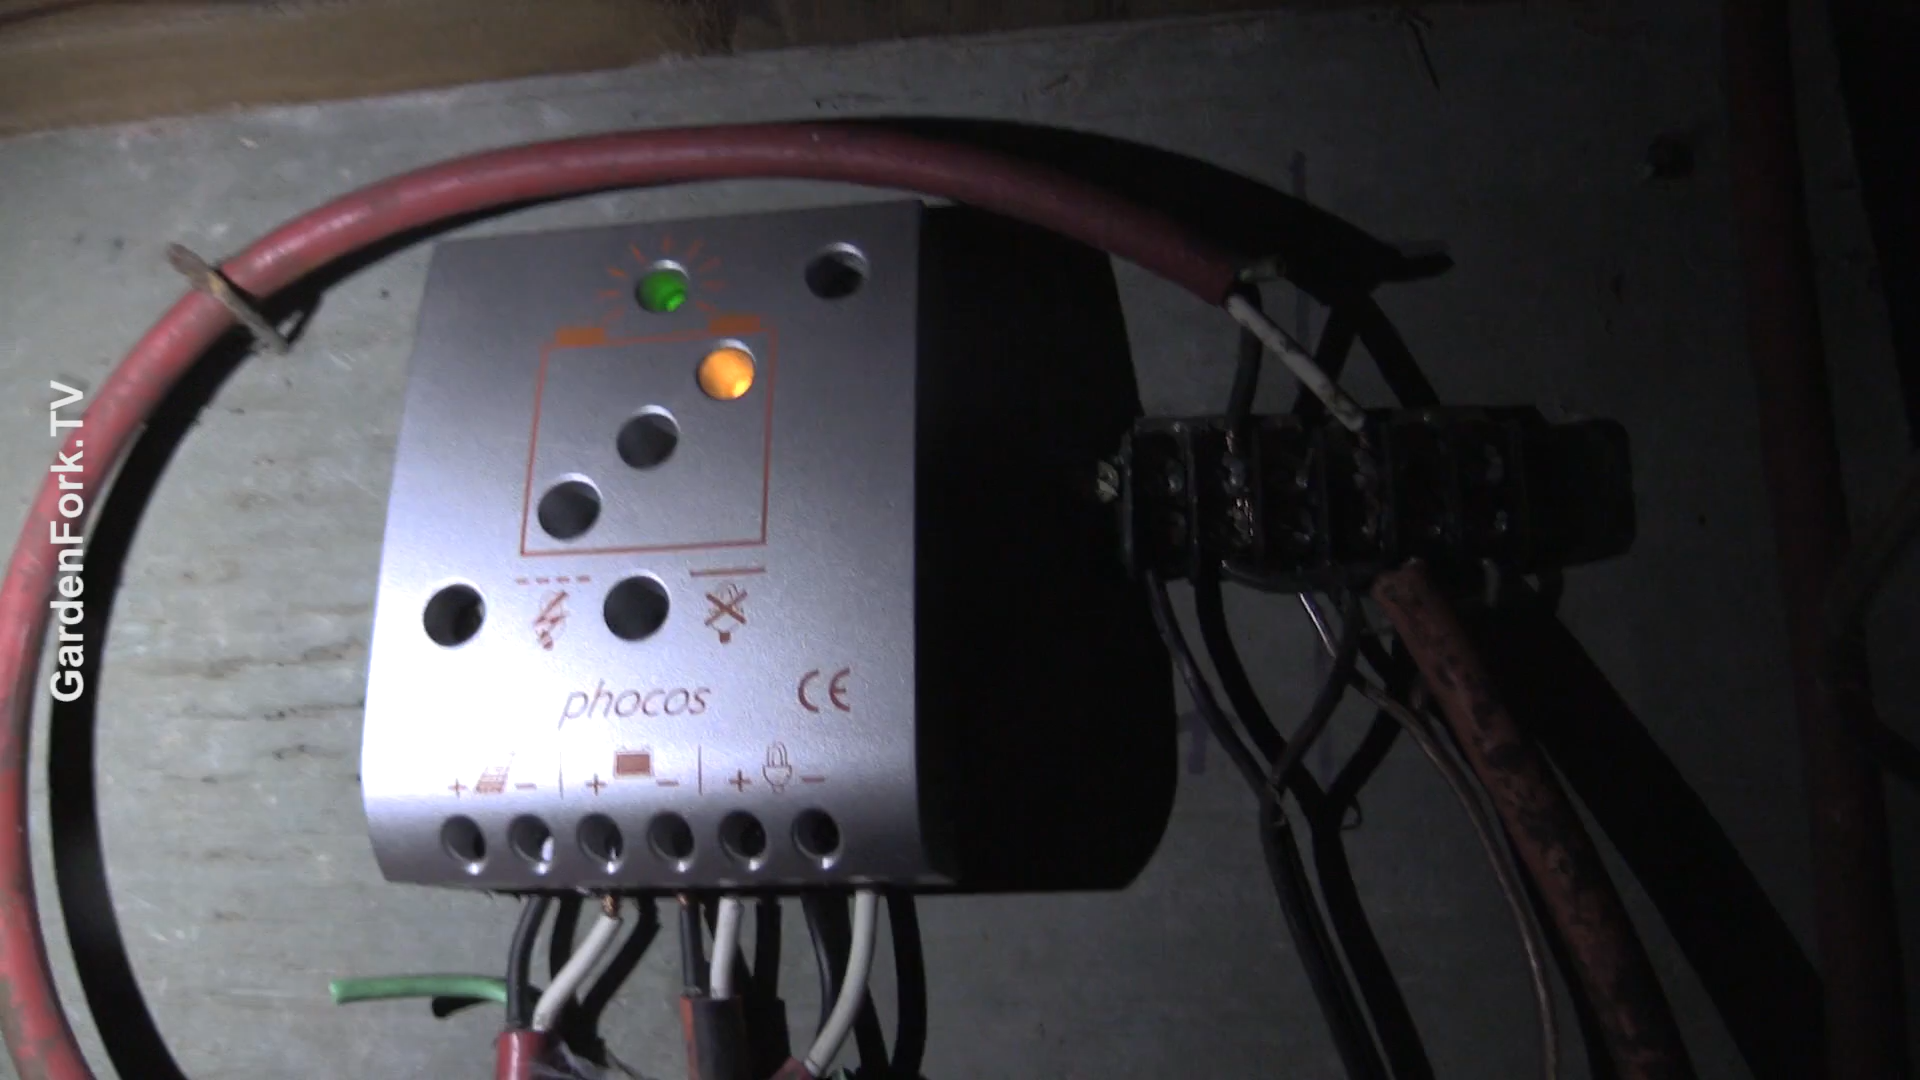 GardenFork.TV
phocos
CE
+ - + - + -